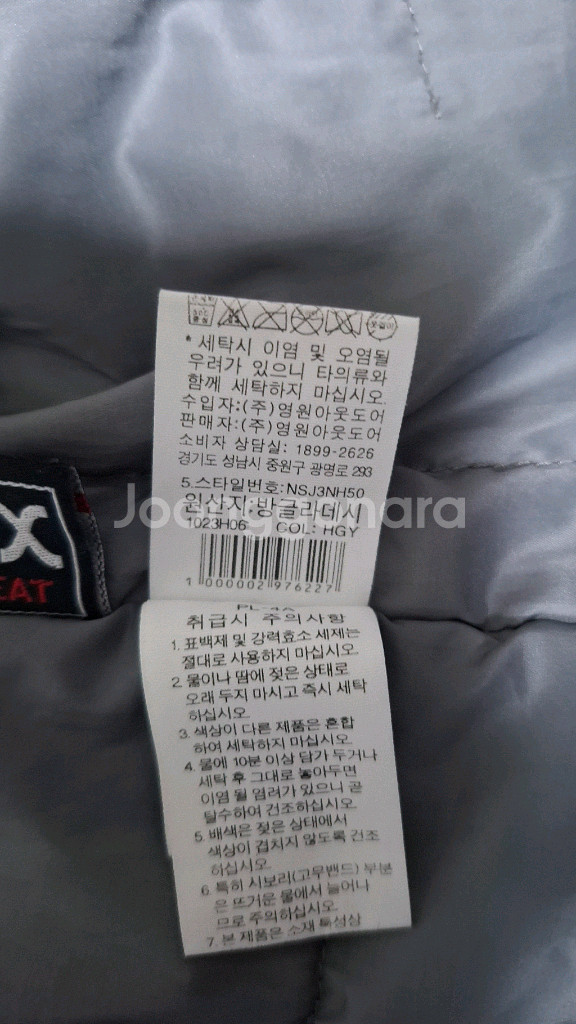 * 세탁시 이염 및 오염될
우려가 있으니 타의류와
함께 세탁하지 마십시오.
수입자:(주)영원아웃도어
판매자:(주)영원아웃도어
소비자 상담실: 1899-2626
경기도 성남시 중원구 광명로 293
5.스타일번호:NSJ3NH50
원산지:방글라데시
Joonggonara
1023H06 COL: HGY
1 000002 976227
X
EAT
취급시 주의사항
1. 표백제 및 강력효소 세제는
절대로 사용하지 마십시오.
2. 물이나 땀에 젖은 상태로
오래 두지 마시고 즉시 세탁
하십시오.
3. 색상이 다른 제품은 혼합
하여 세탁하지 마십시오.
4. 물에 10분 이상 담가 두거나
세탁 후 그대로 놓아두면
이염 될 염려가 있으니 곧
탈수하여 건조하십시오.
5. 배색은 젖은 상태에서
색상이 겹치지 않도록 건조
하십시오.
6. 특히 시보리(고무밴드) 부분
은 뜨거운 물에서 늘어나
므로 주의하십시오.
7. 본 제품은 소재 특성상